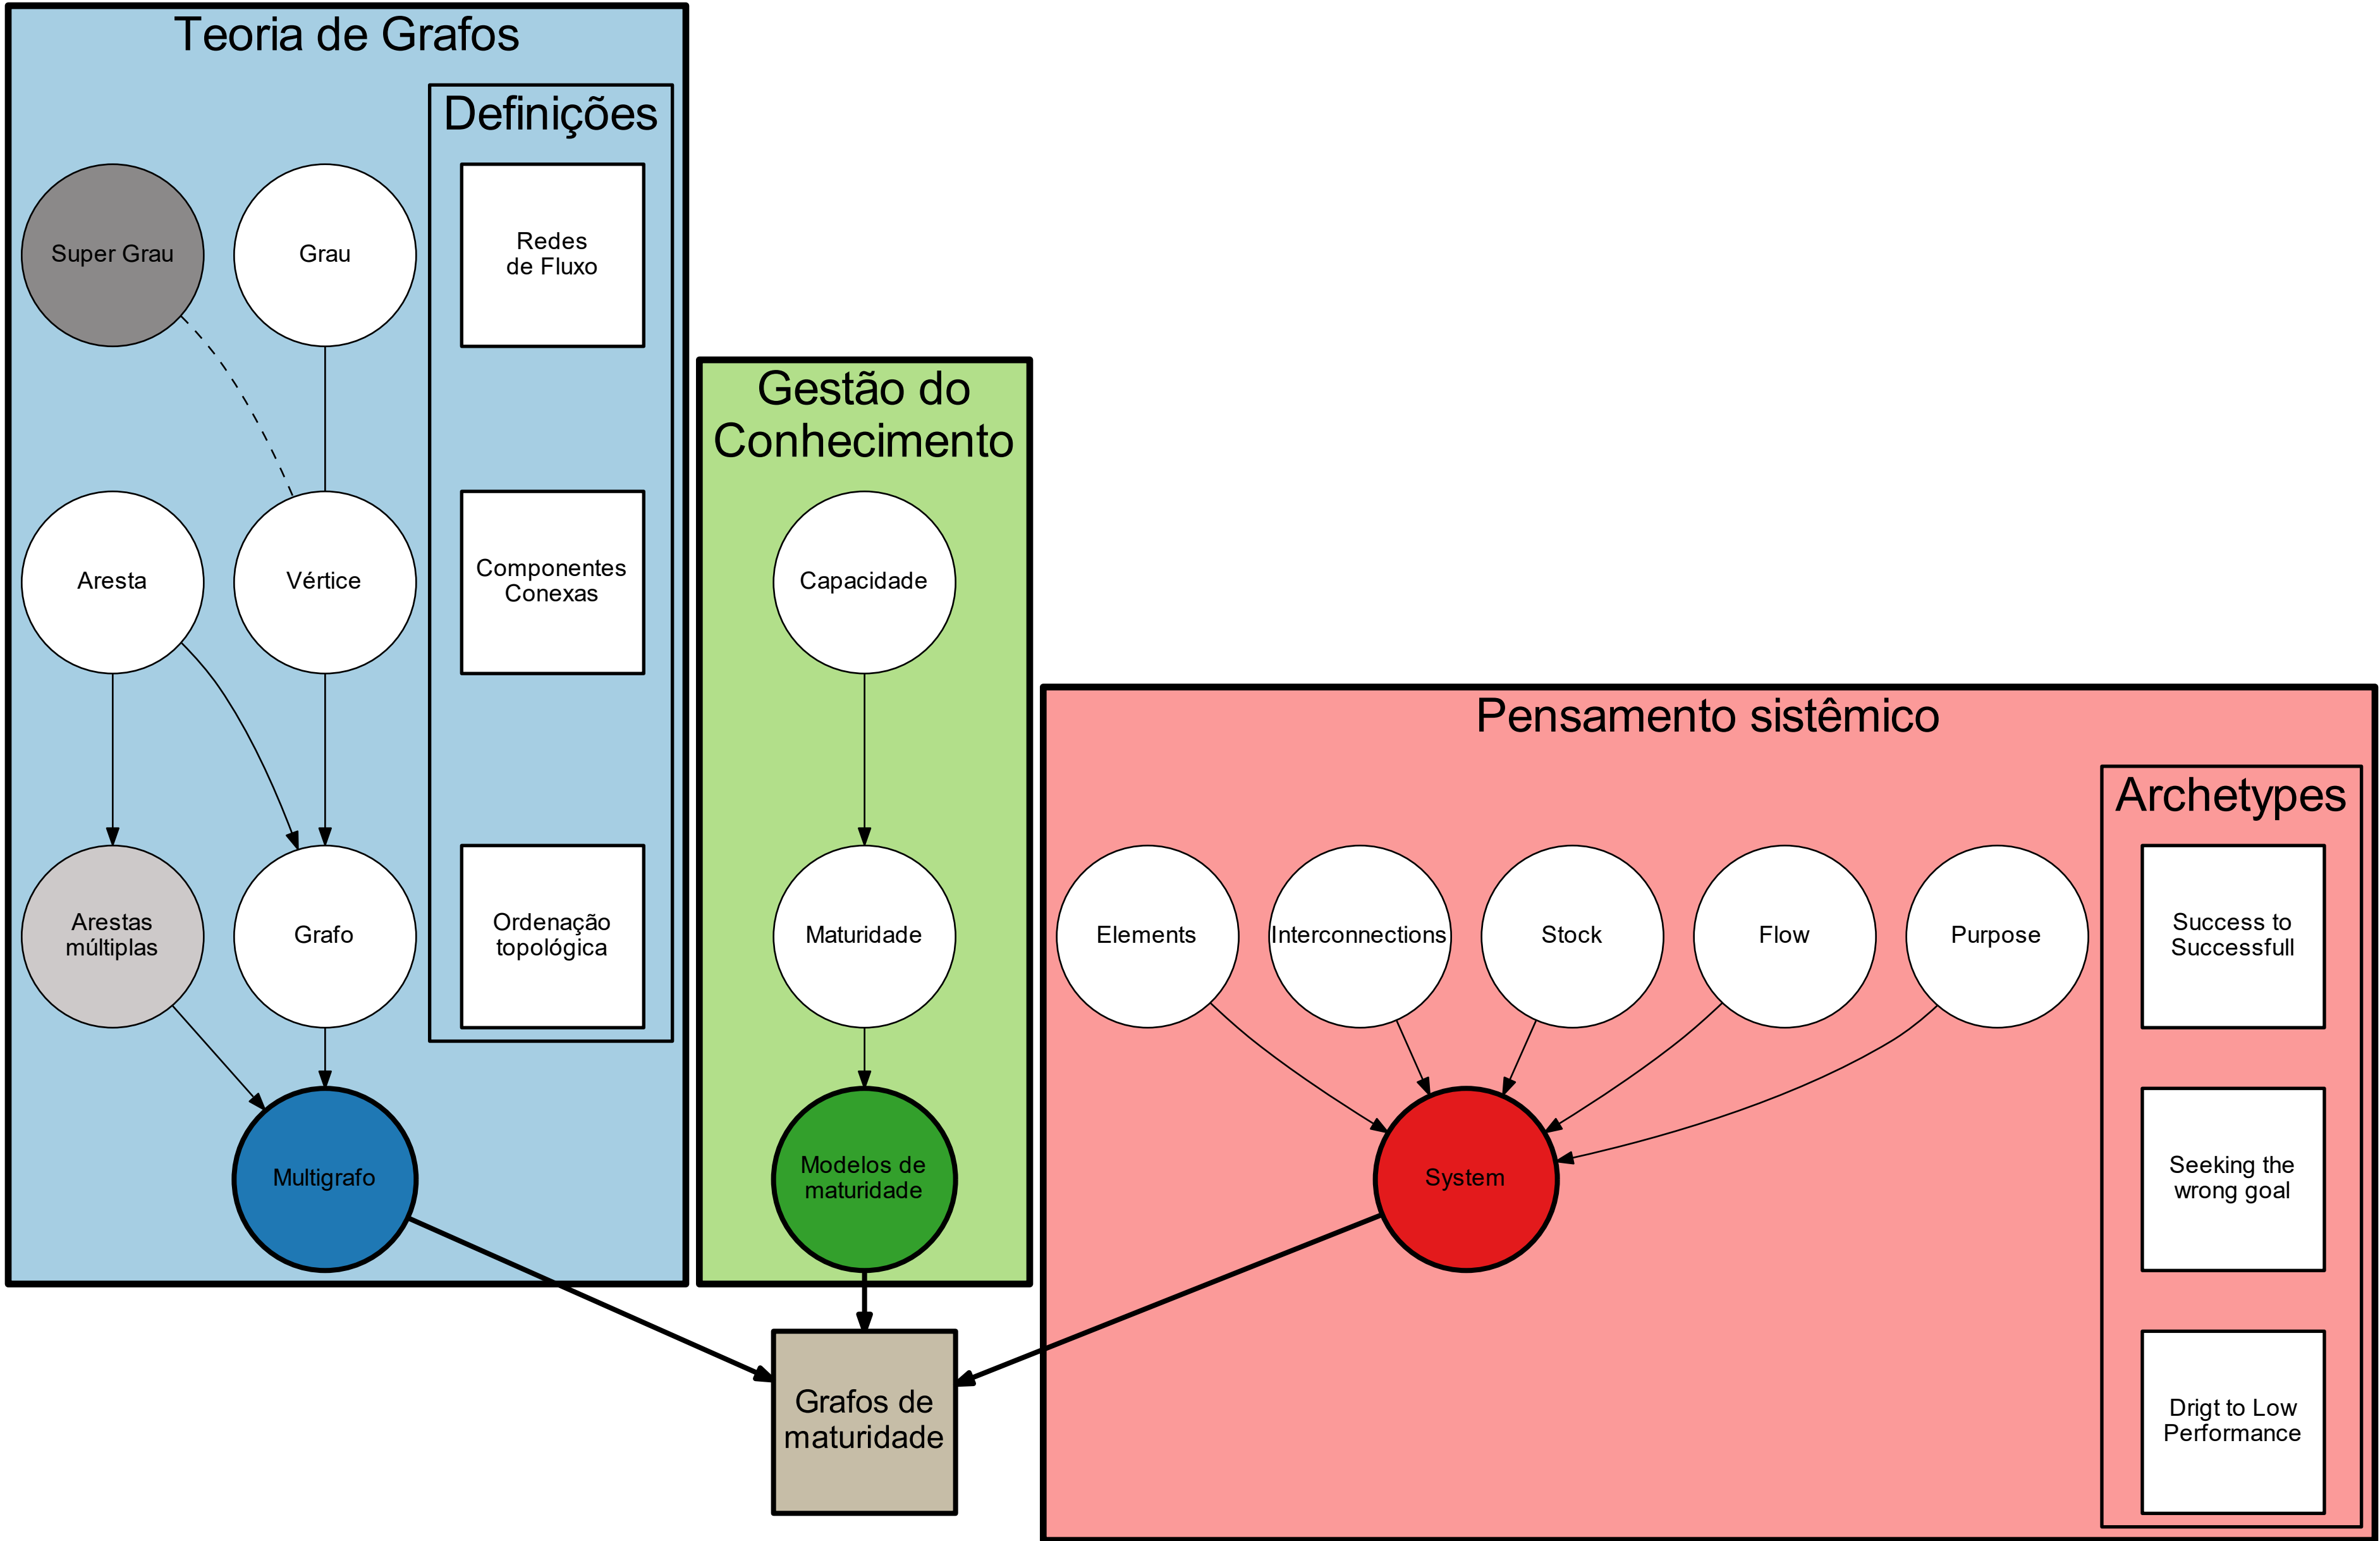 Teoria de Grafos
Definições
Super Grau
Grau
Redes
de Fluxo
Aresta
Vértice
Componentes
Conexas
Arestas
múltiplas
Grafo
Ordenação
topológica
Multigrafo
Gestão do
Conhecimento
Capacidade
Maturidade
Modelos de
maturidade
Pensamento sistêmico
Archetypes
Elements
Interconnections
Stock
Flow
Purpose
Success to
Successfull
System
Seeking the
wrong goal
Drigt to Low
Performance
Grafos de
maturidade